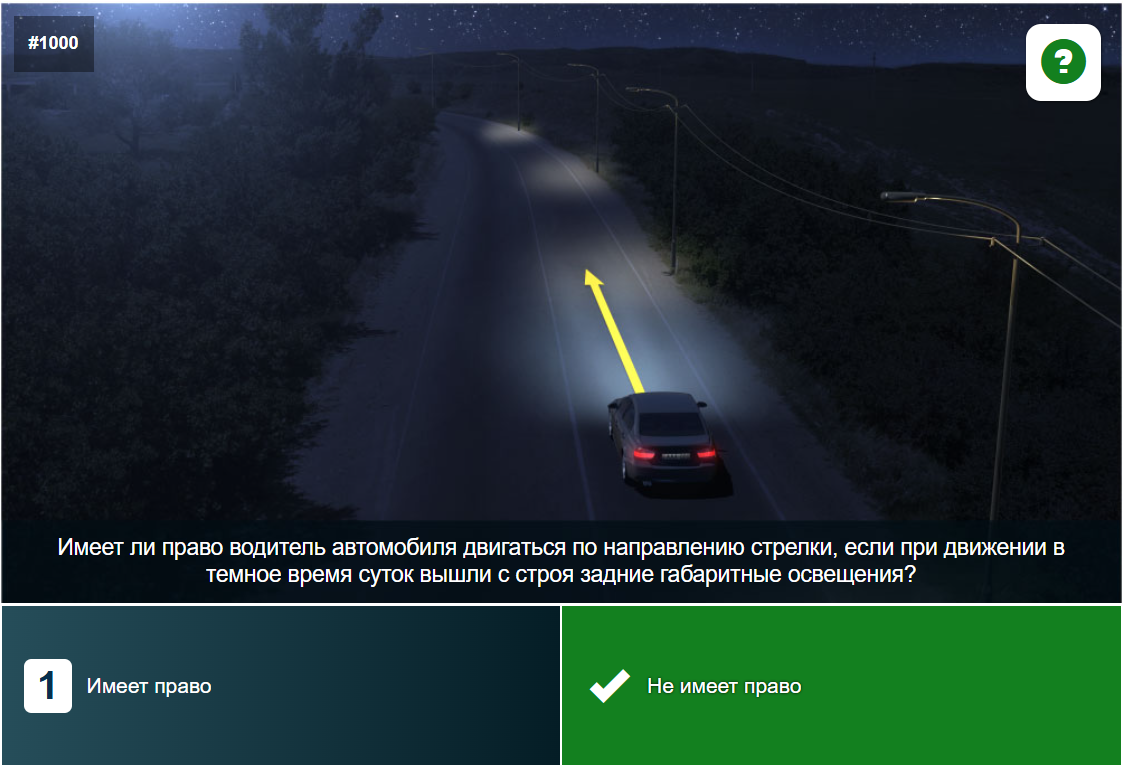 #1000
?
Имеет ли право водитель автомобиля двигаться по направлению стрелки, если при движении в
темное время суток вышли с строя задние габаритные освещения?
1 Имеет право
Не имеет право